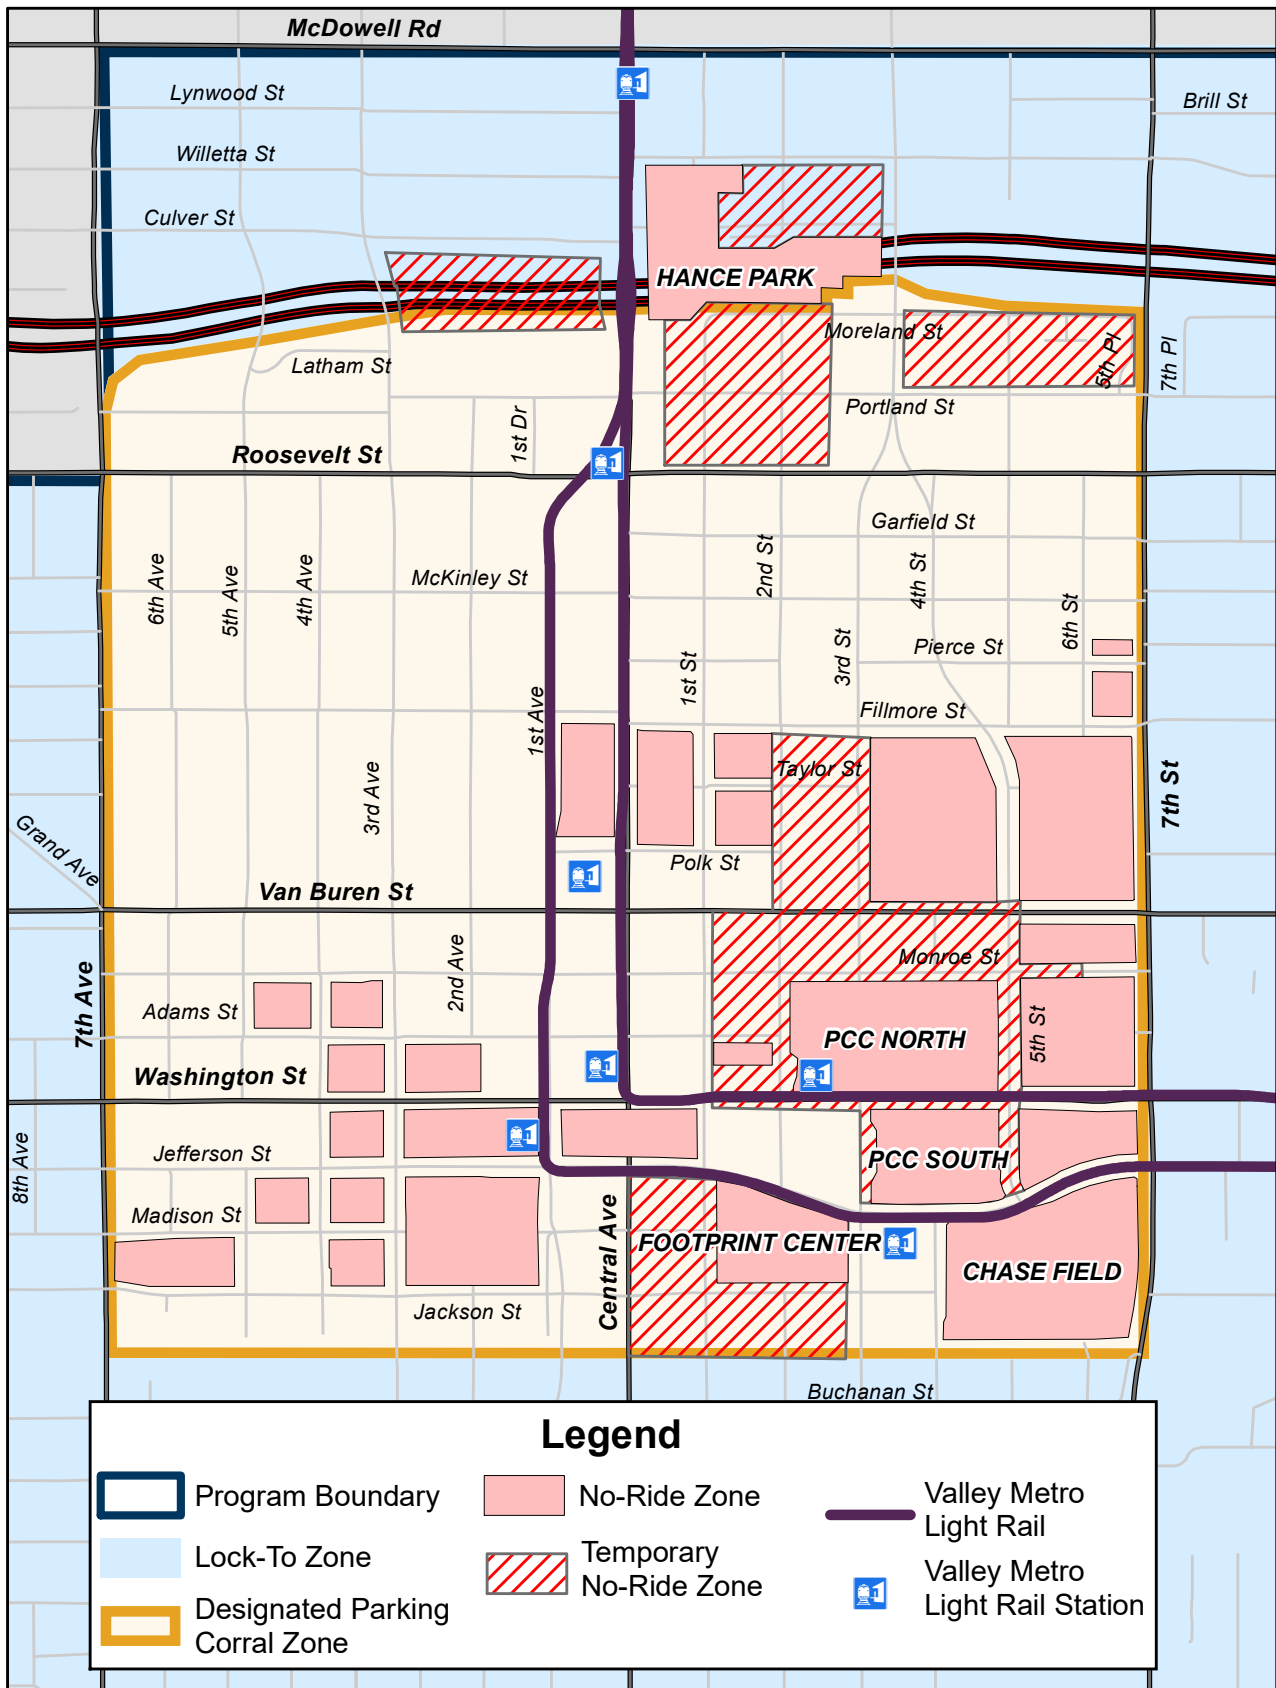 McDowell Rd
Lynwood St
Brill St
Willetta St
Culver St
HANCE PARK
Moreland St
Latham St
5th Pl
7th Pl
Portland St
1st Dr
Roosevelt St
Garfield St
6th Ave
5th Ave
4th Ave
McKinley St
2nd St
4th St
6th St
3rd St
Pierce St
1st St
1st Ave
Fillmore St
Taylor St
3rd Ave
7th St
Grand Ave
Polk St
Van Buren St
2nd Ave
Monroe St
7th Ave
Adams St
PCC NORTH
5th St
Washington St
8th Ave
Jefferson St
PCC SOUTH
Madison St
Central Ave
FOOTPRINT CENTER
CHASE FIELD
Jackson St
Buchanan St
Legend
Program Boundary
No-Ride Zone
Valley Metro
Light Rail
Lock-To Zone
Temporary
No-Ride Zone
Valley Metro
Light Rail Station
Designated Parking
Corral Zone